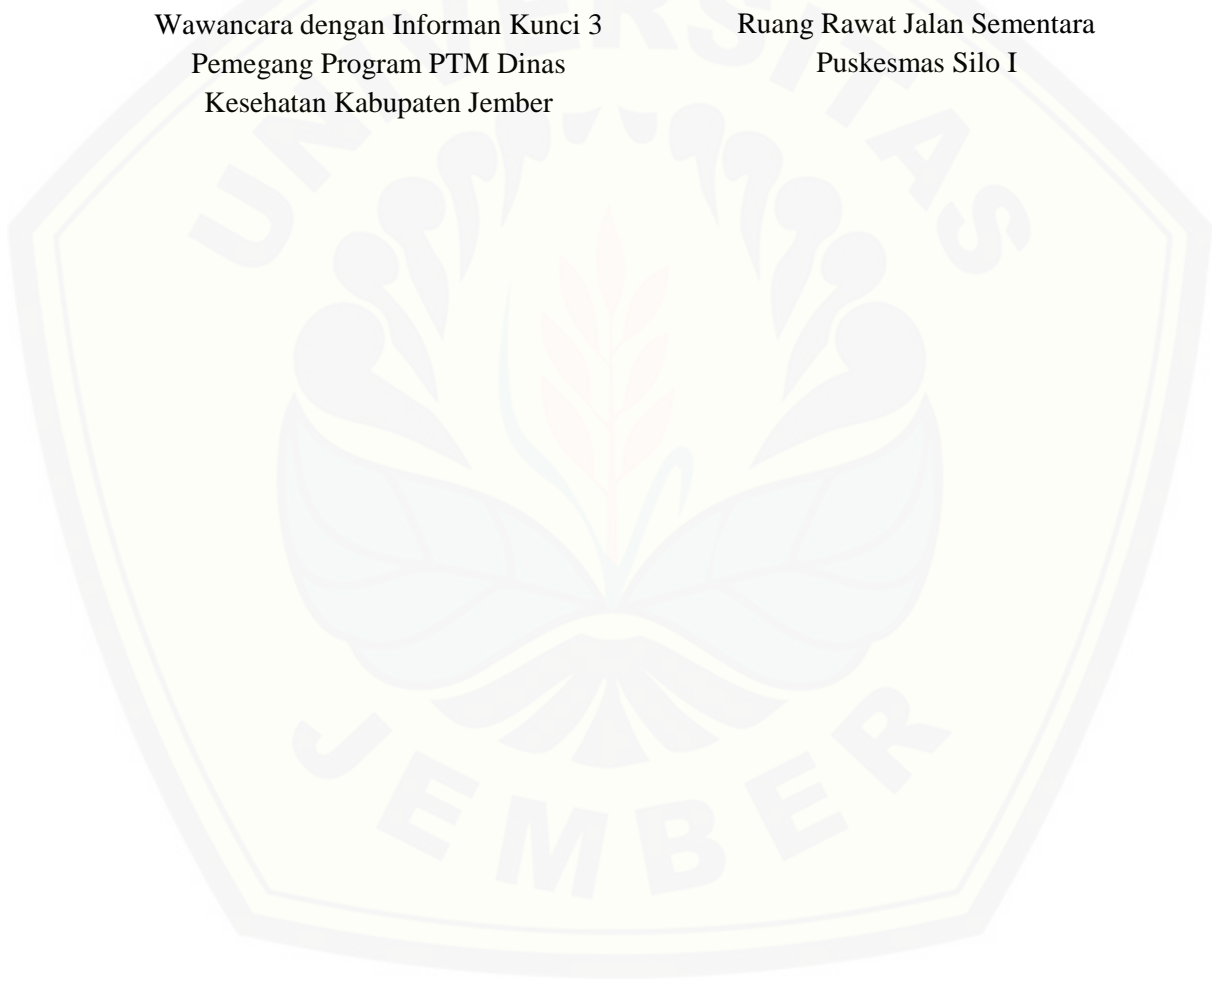 Wawancara dengan Informan Kunci 3
Pemegang Program PTM Dinas
Kesehatan Kabupaten Jember
Ruang Rawat Jalan Sementara
Puskesmas Silo I
UNIVERSITAS
JEMBER